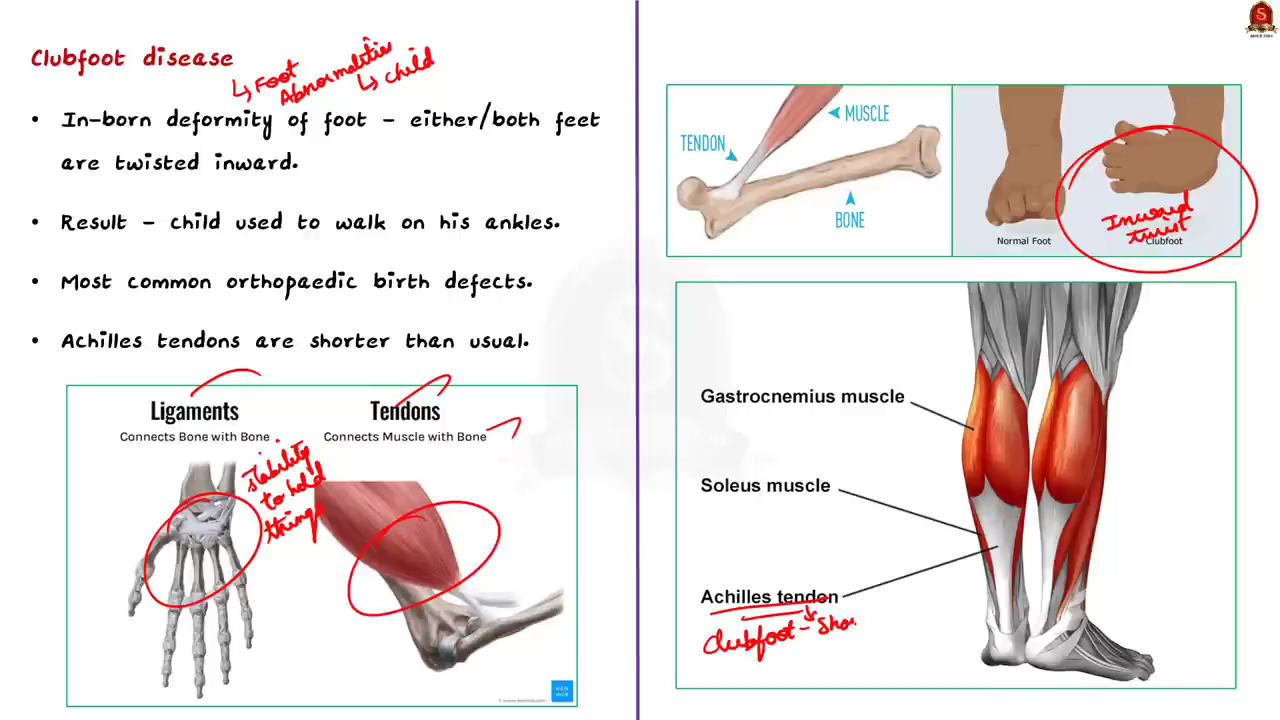 Clubfoot disease
↳ Foot
Abnormalities
↳ child
• In-born deformity of foot - either/both feet
are twisted inward.
• Result - child used to walk on his ankles.
• Most common orthopaedic birth defects.
• Achilles tendons are shorter than usual.
Ligaments
Connects Bone with Bone
stability
to hold
things
Tendons
Connects Muscle with Bone
MUSCLE
TENDON
BONE
Normal Foot
Inward
twist
Clubfoot
Gastrocnemius muscle
Soleus muscle
Achilles tendon
Clubfoot - Sho